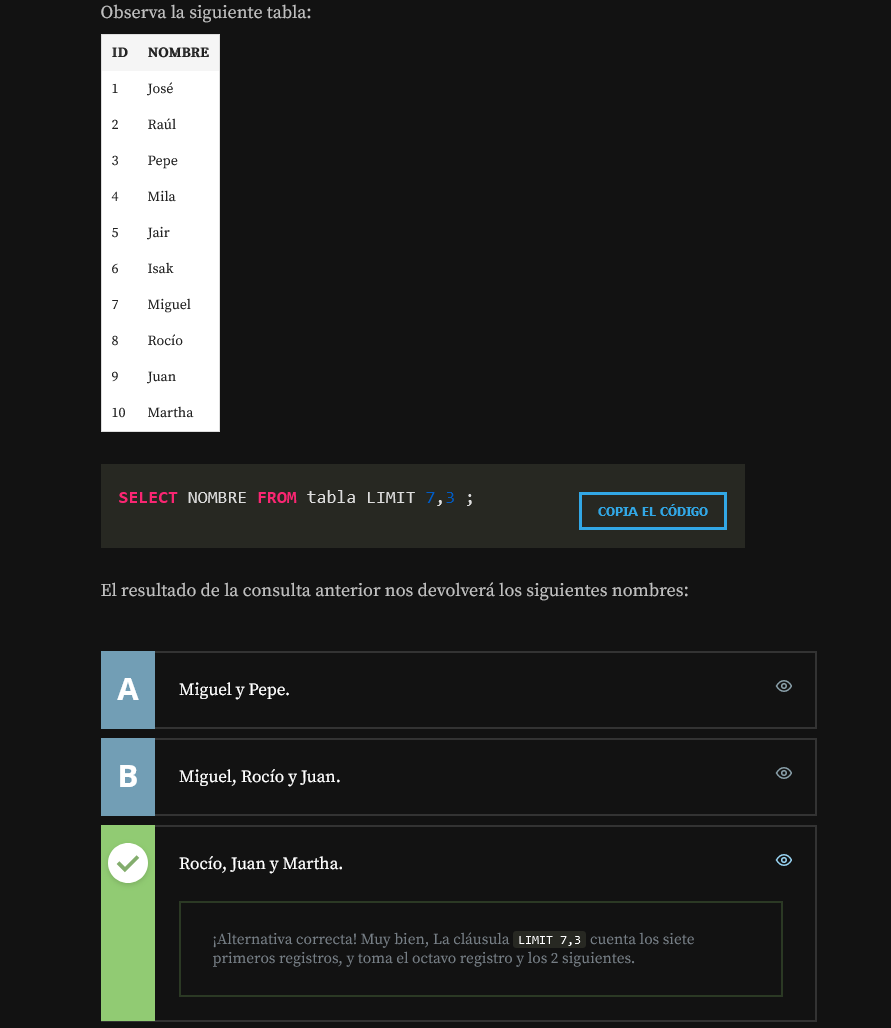 Observa la siguiente tabla:
ID NOMBRE
1 José
2 Raúl
3 Pepe
4 Mila
5 Jair
6 Isak
7 Miguel
8 Rocío
9 Juan
10 Martha
SELECT NOMBRE FROM tabla LIMIT 7,3 ;
COPIA EL CÓDIGO
El resultado de la consulta anterior nos devolverá los siguientes nombres:
A
Miguel y Pepe.
B
Miguel, Rocío y Juan.
Rocío, Juan y Martha.
¡Alternativa correcta! Muy bien, La cláusula LIMIT 7,3 cuenta los siete
primeros registros, y toma el octavo registro y los 2 siguientes.